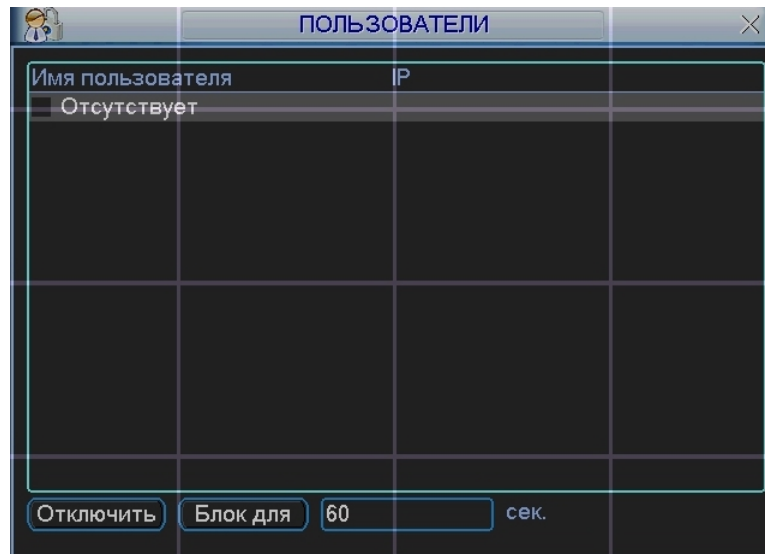 ПОЛЬЗОВАТЕЛИ
Имя пользователя IP
Отсутствует
Отключить Блок для 60 сек.